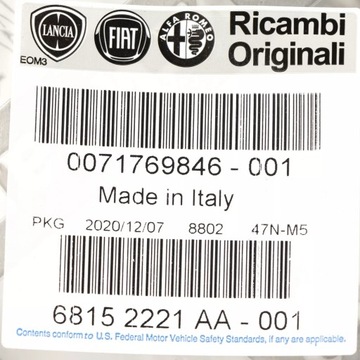 LANCIA FIAT ALFA ROMEO Ricambi
Originali
EOM3
0071769846 - 001
Made in Italy
PKG 2020/12/07 8802 47N-M5
6815 2221 AA - 001
Contents conform to U.S. Federal Motor Vehicle Safety Standards, if any are applicable.